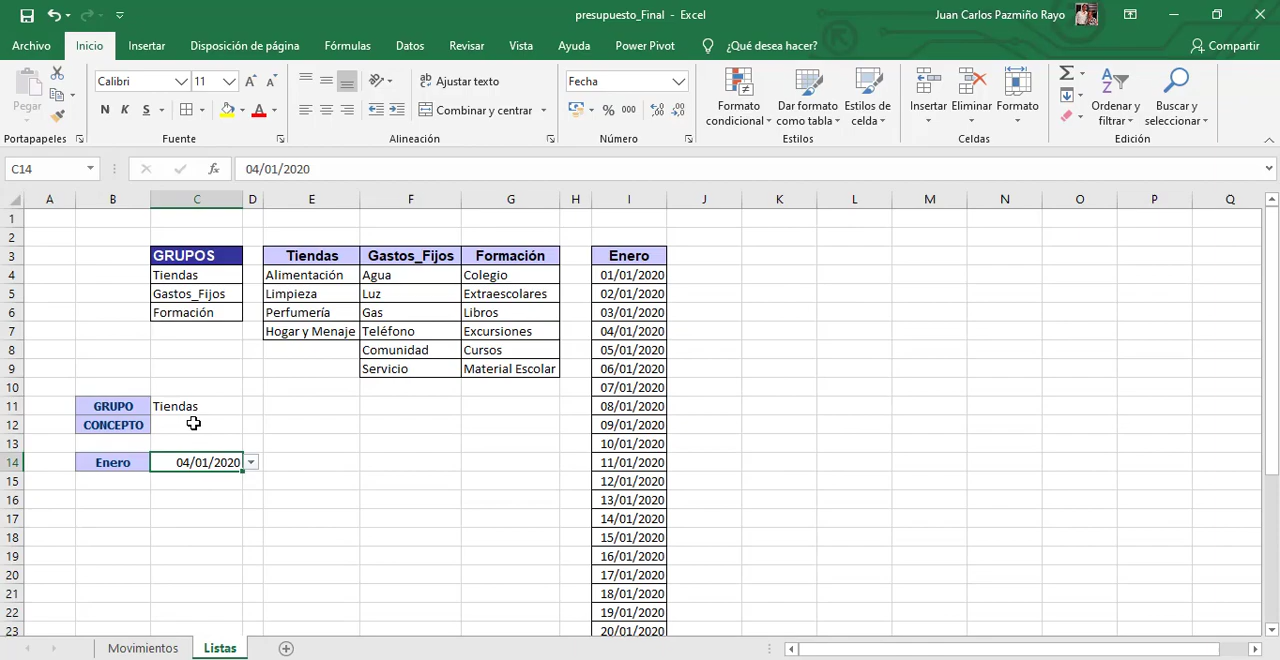 presupuesto_Final - Excel
Juan Carlos Pazmiño Rayo
Archivo Inicio Insertar Disposición de página Fórmulas Datos Revisar Vista Ayuda Power Pivot ¿Qué desea hacer? Compartir
Pegar
Calibri 11
N K S
Ajustar texto
Combinar y centrar
Fecha
% 000
Formato condicional
Dar formato como tabla
Estilos de celda
Insertar Eliminar Formato
Ordenar y filtrar
Buscar y seleccionar
Portapapeles Fuente Alineación Número Estilos Celdas Edición
C14 fx 04/01/2020
A B C D E F G H I J K L M N O P Q
1
2
3 GRUPOS Tiendas Gastos_Fijos Formación Enero
4 Tiendas Alimentación Agua Colegio 01/01/2020
5 Gastos_Fijos Limpieza Luz Extraescolares 02/01/2020
6 Formación Perfumería Gas Libros 03/01/2020
7 Hogar y Menaje Teléfono Excursiones 04/01/2020
8 Comunidad Cursos 05/01/2020
9 Servicio Material Escolar 06/01/2020
10 07/01/2020
11 GRUPO Tiendas 08/01/2020
12 CONCEPTO 09/01/2020
13 10/01/2020
14 Enero 04/01/2020 11/01/2020
15 12/01/2020
16 13/01/2020
17 14/01/2020
18 15/01/2020
19 16/01/2020
20 17/01/2020
21 18/01/2020
22 19/01/2020
23 20/01/2020
Movimientos Listas